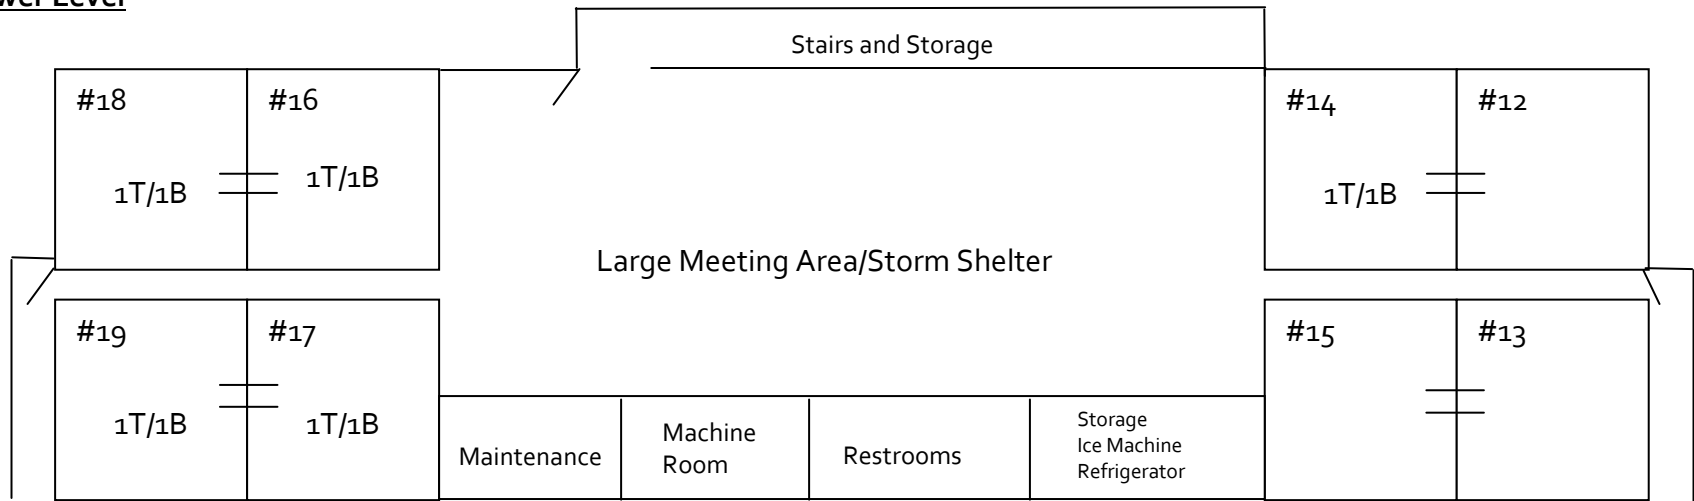 Level
Stairs and Storage
#18
#16
#14
#12
1T/1B
1T/1B
1T/1B
Large Meeting Area/Storm Shelter
#19
#17
#15
#13
1T/1B
1T/1B
Maintenance
Machine
Room
Restrooms
Storage
Ice Machine
Refrigerator